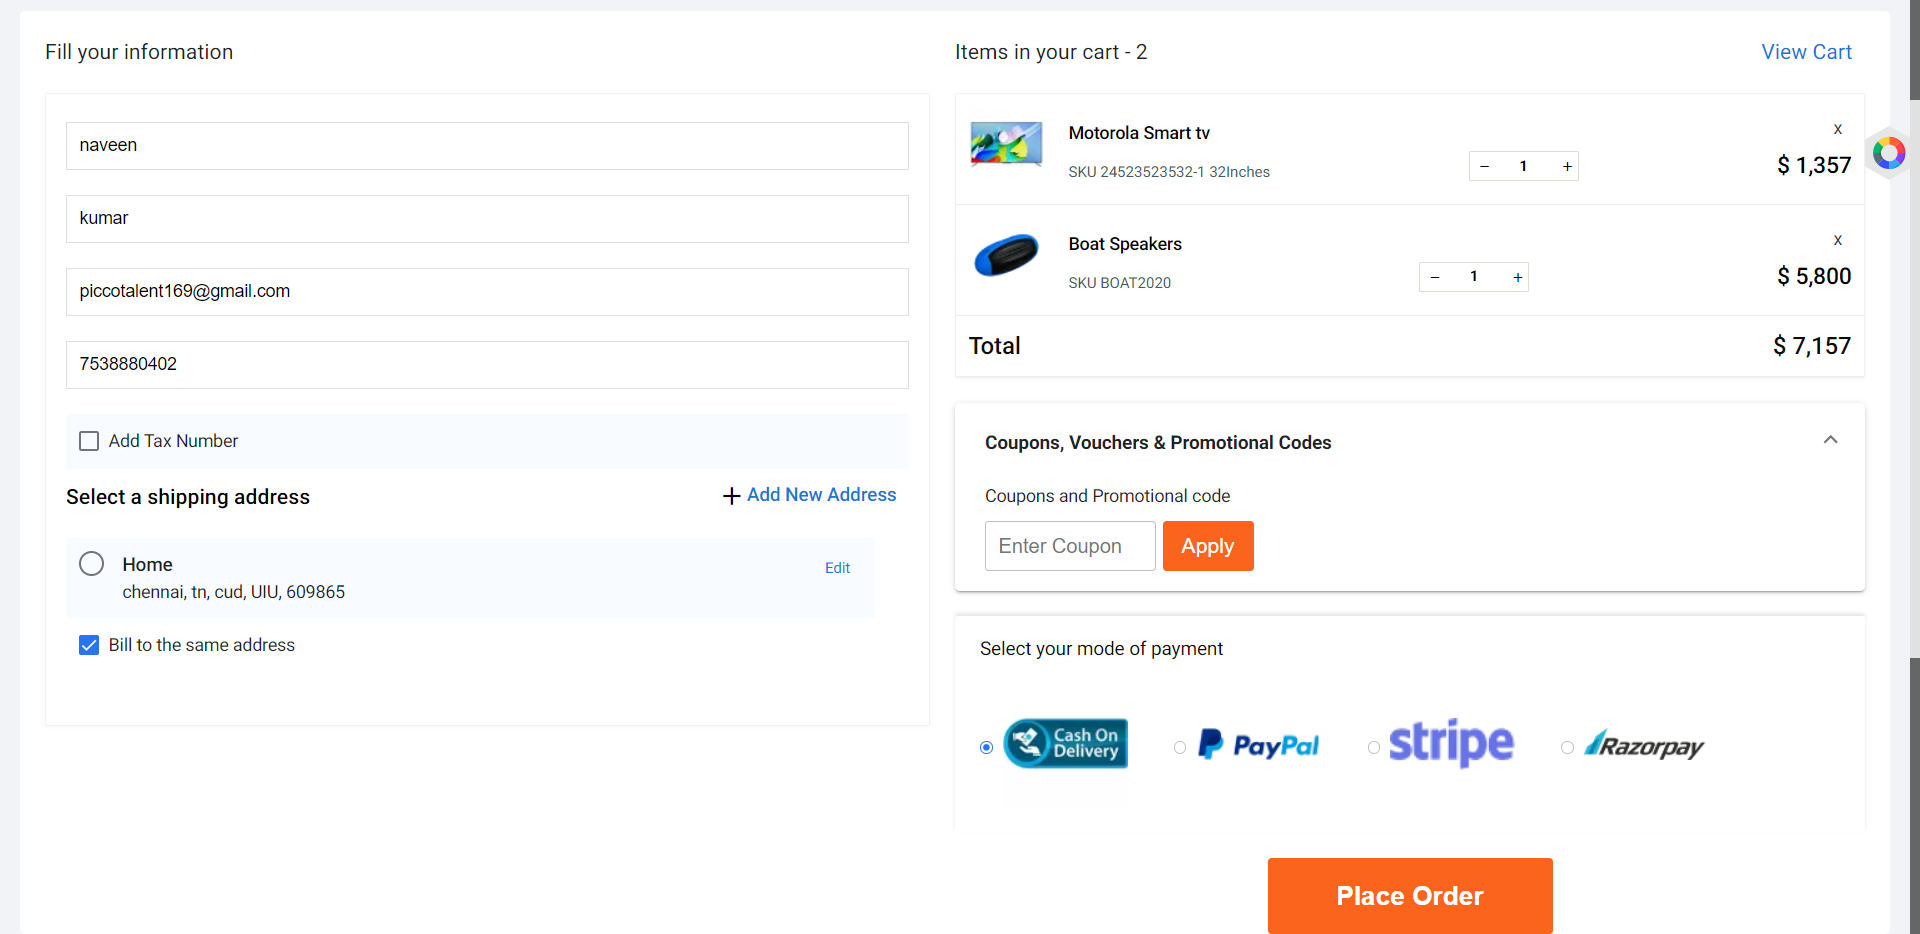 Fill your information
naveen
kumar
piccotalent169@gmail.com
7538880402
Add Tax Number
Select a shipping address
+ Add New Address
Home
Edit
chennai, tn, cud, UIU, 609865
Bill to the same address
Items in your cart - 2
View Cart
Motorola Smart tv
x
SKU 24523523532-1 32Inches
− 1 +
$ 1,357
Boat Speakers
x
SKU BOAT2020
− 1 +
$ 5,800
Total
$ 7,157
Coupons, Vouchers & Promotional Codes
Coupons and Promotional code
Enter Coupon
Apply
Select your mode of payment
Cash On
Delivery
PayPal
stripe
Razorpay
Place Order